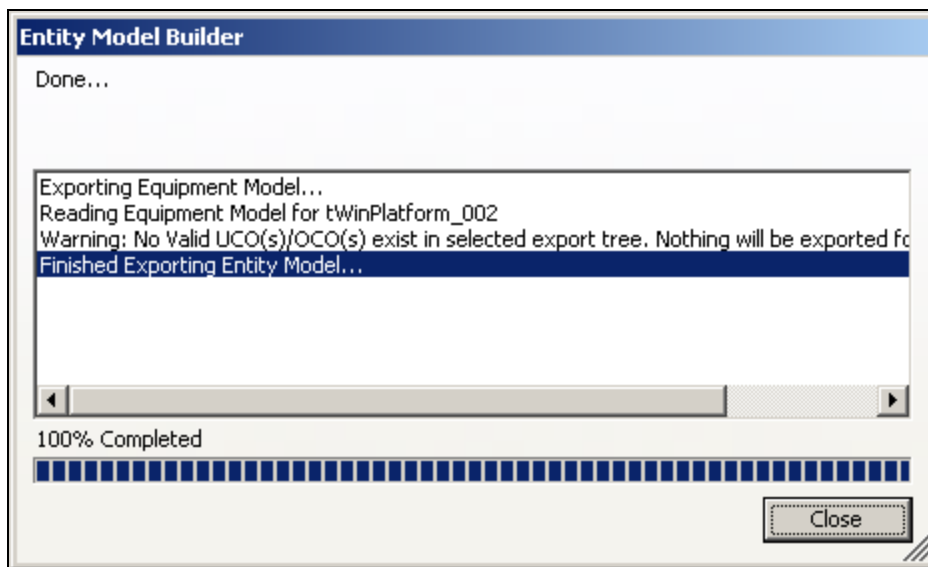 Entity Model Builder
Done...
Exporting Equipment Model...
Reading Equipment Model for tWinPlatform_002
Warning: No Valid UCO(s)/OCO(s) exist in selected export tree. Nothing will be exported fo
Finished Exporting Entity Model...
100% Completed
Close